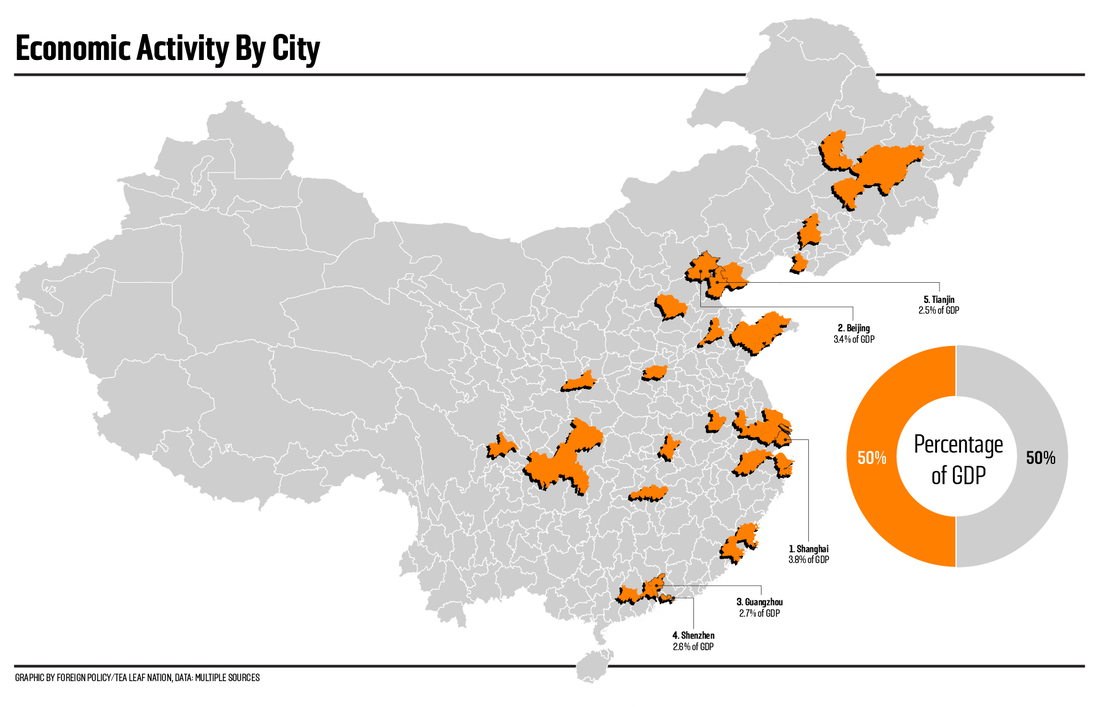 Economic Activity By City
5. Tianjin
2.5% of GDP
2. Beijing
3.4% of GDP
50%
Percentage
of GDP
50%
1. Shanghai
3.8% of GDP
3. Guangzhou
2.7% of GDP
4. Shenzhen
2.6% of GDP
GRAPHIC BY FOREIGN POLICY/TEA LEAF NATION, DATA: MULTIPLE SOURCES